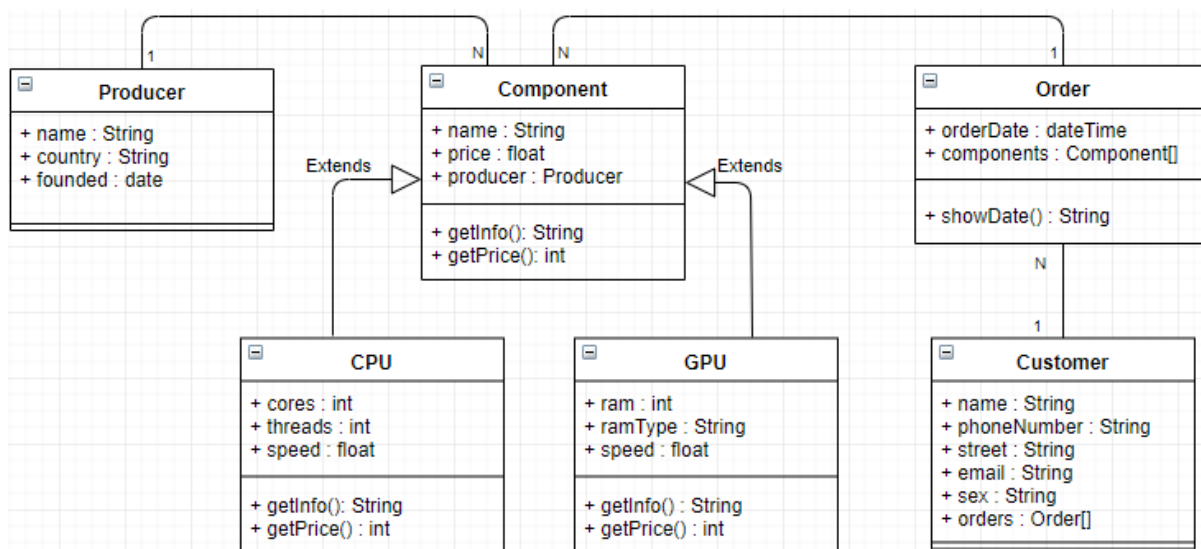 1
N
N
1
Producer
+ name : String
+ country : String
+ founded : date
Component
+ name : String
+ price : float
+ producer : Producer
+ getInfo(): String
+ getPrice(): int
Order
+ orderDate : dateTime
+ components : Component[]
+ showDate() : String
Extends
Extends
N
1
CPU
+ cores : int
+ threads : int
+ speed : float
+ getInfo(): String
+ getPrice() : int
GPU
+ ram : int
+ ramType : String
+ speed : float
+ getInfo() : String
+ getPrice() : int
Customer
+ name : String
+ phoneNumber : String
+ street : String
+ email : String
+ sex : String
+ orders : Order[]